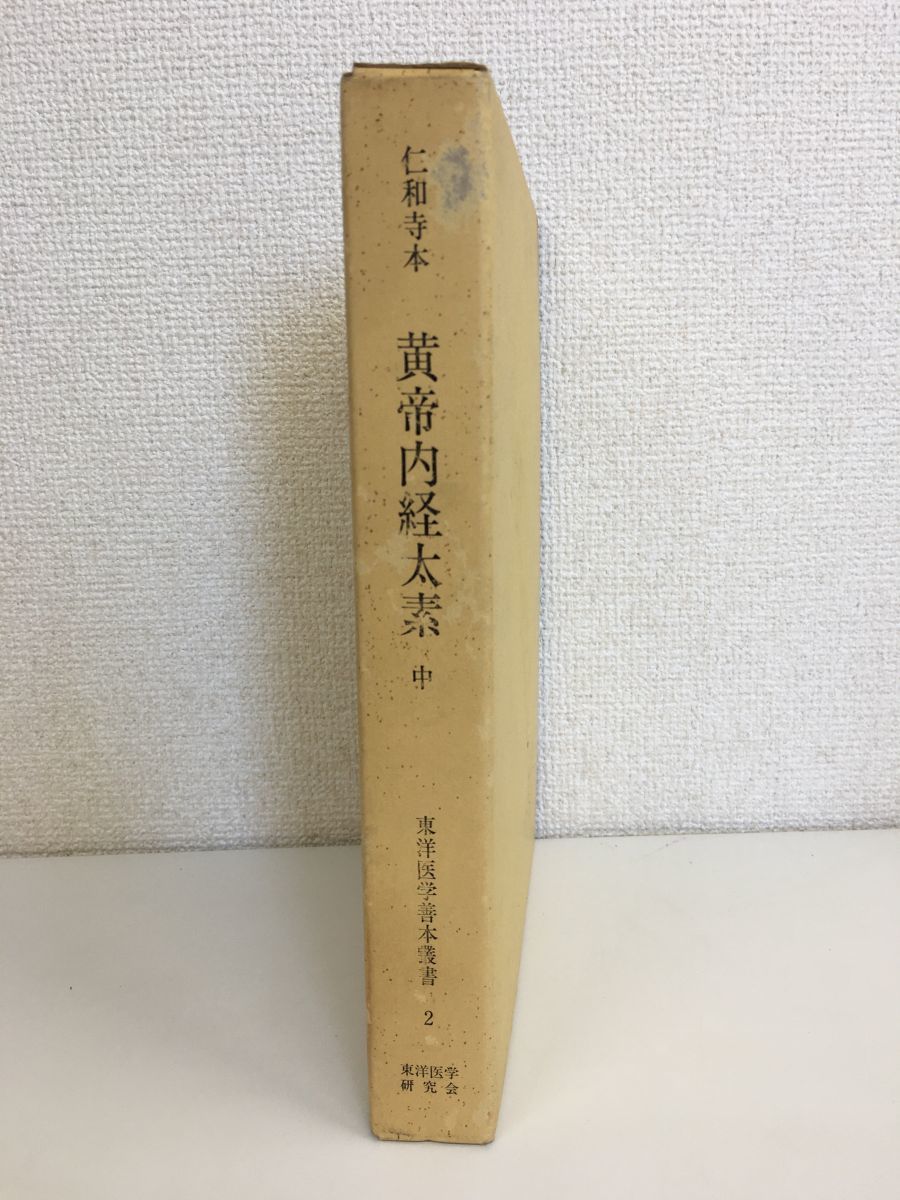 仁和寺本
黄帝内経太素
中
東洋医学善本叢書
2
東洋医学
研究会